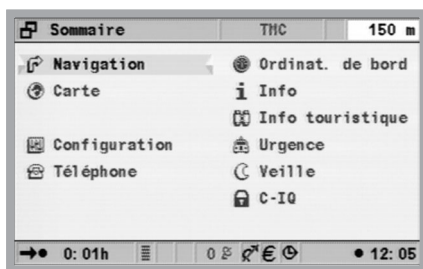 Sommaire TMC 150 m
Navigation
Carte
Configuration
Téléphone
Ordinat. de bord
i Info
Info touristique
Urgence
Veille
C-IQ
0:01h 0 € 12:05